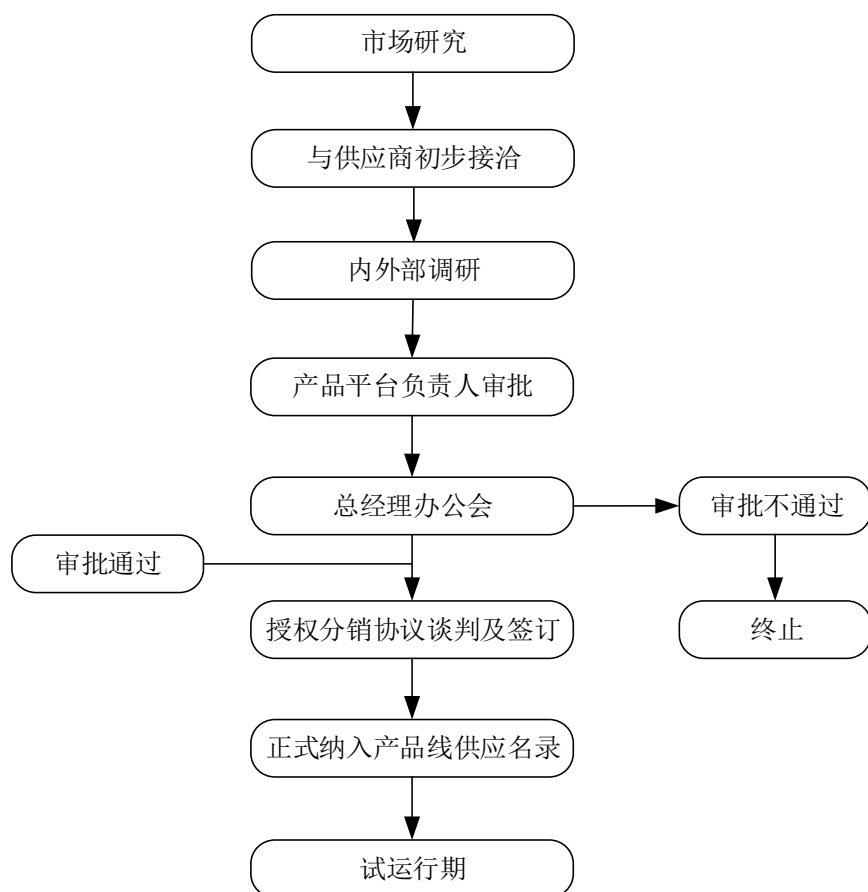 市场研究
与供应商初步接洽
内外部调研
产品平台负责人审批
总经理办公会
审批不通过
审批通过
授权分销协议谈判及签订
终止
正式纳入产品线供应名录
试运行期